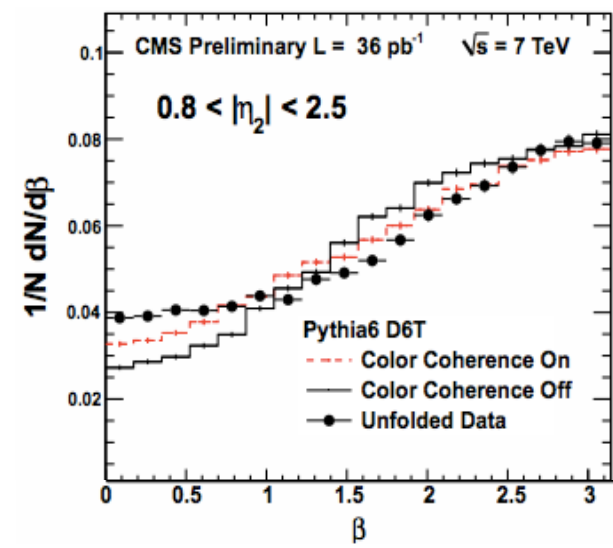 CMS Preliminary L = 36 pb⁻¹ √s = 7 TeV
0.8 < |η₂| < 2.5
1/N dN/dβ
0.1
0.08
0.06
0.04
0.02
Pythia6 D6T
Color Coherence On
Color Coherence Off
Unfolded Data
0 0.5 1 1.5 2 2.5 3
β